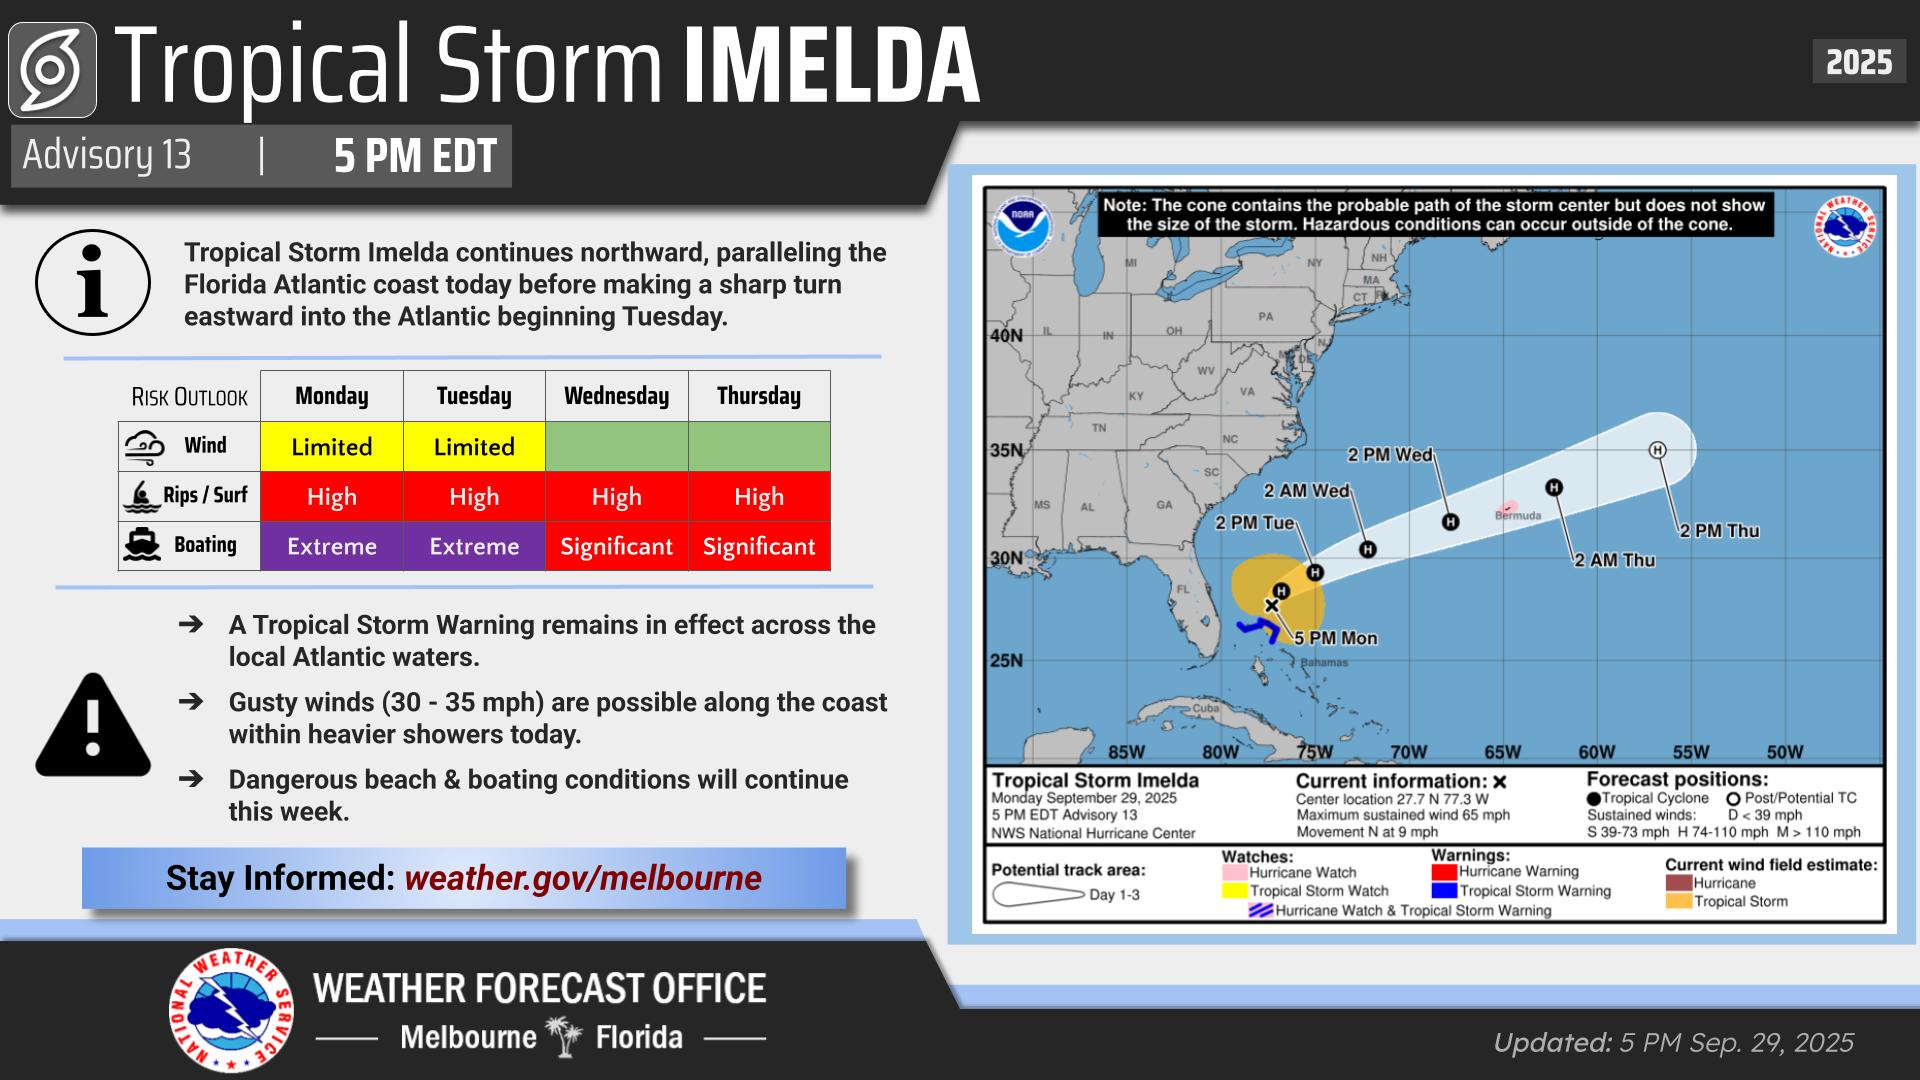 Tropical Storm IMELDA
2025
Advisory 13 | 5 PM EDT
Tropical Storm Imelda continues northward, paralleling the
Florida Atlantic coast today before making a sharp turn
eastward into the Atlantic beginning Tuesday.
RISK OUTLOOK Monday Tuesday Wednesday Thursday
Wind Limited Limited
Rips / Surf High High High High
Boating Extreme Extreme Significant Significant
➔ A Tropical Storm Warning remains in effect across the
local Atlantic waters.
➔ Gusty winds (30 - 35 mph) are possible along the coast
within heavier showers today.
➔ Dangerous beach & boating conditions will continue
this week.
Stay Informed: weather.gov/melbourne
NATIONAL WEATHER SERVICE
WEATHER FORECAST OFFICE
Melbourne Florida
Note: The cone contains the probable path of the storm center but does not show
the size of the storm. Hazardous conditions can occur outside of the cone.
NOAA
NATIONAL WEATHER SERVICE
MI
NY
NH
MA
CT
PA
NJ
DE
IL
IN
OH
WV
VA
KY
TN
NC
SC
MS
AL
GA
FL
40N
35N
30N
25N
2 PM Wed
2 AM Wed
2 PM Tue
5 PM Mon
Bermuda
2 PM Thu
2 AM Thu
H
H
H
H
H
H
Bahamas
Cuba
85W 80W 75W 70W 65W 60W 55W 50W
Tropical Storm Imelda
Monday September 29, 2025
5 PM EDT Advisory 13
NWS National Hurricane Center
Current information: x
Center location 27.7 N 77.3 W
Maximum sustained wind 65 mph
Movement N at 9 mph
Forecast positions:
Tropical Cyclone Post/Potential TC
Sustained winds: D < 39 mph
S 39-73 mph H 74-110 mph M > 110 mph
Potential track area:
Day 1-3
Watches:
Hurricane Watch
Tropical Storm Watch
Warnings:
Hurricane Warning
Tropical Storm Warning
Hurricane Watch & Tropical Storm Warning
Current wind field estimate:
Hurricane
Tropical Storm
Updated: 5 PM Sep. 29, 2025